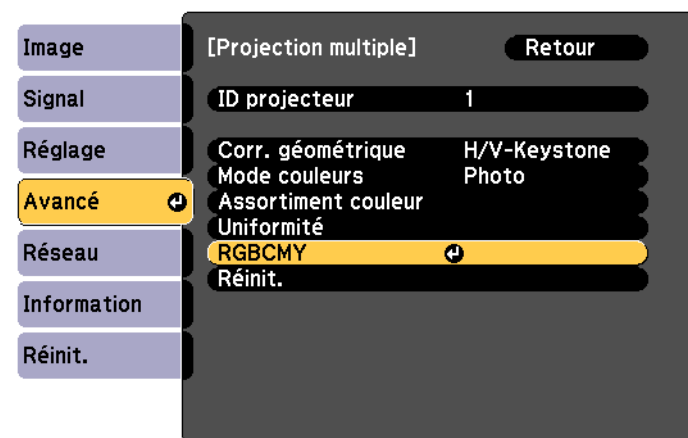 Image
Signal
Réglage
Avancé
Réseau
Information
Réinit.
[Projection multiple] Retour
ID projecteur 1
Corr. géométrique H/V-Keystone
Mode couleurs Photo
Assortiment couleur
Uniformité
RGBCMY
Réinit.